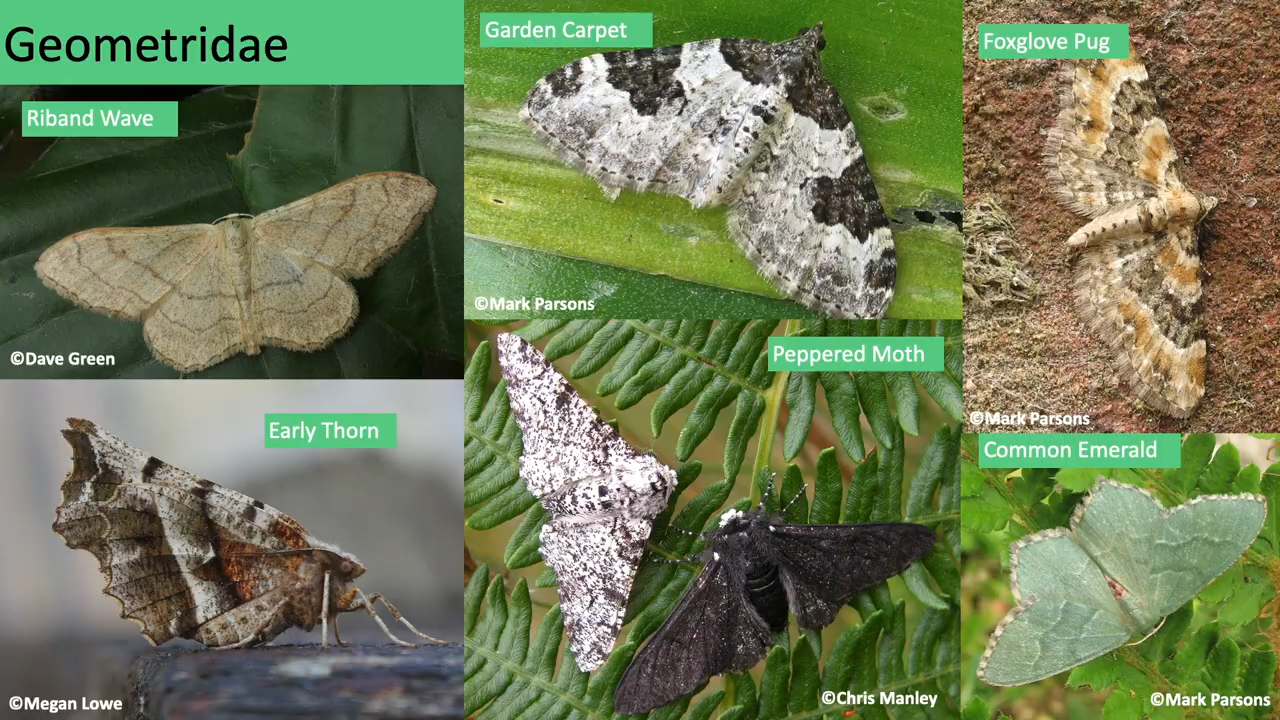 Geometridae
Riband Wave
©Dave Green
Early Thorn
©Megan Lowe
Garden Carpet
©Mark Parsons
Peppered Moth
©Chris Manley
Foxglove Pug
©Mark Parsons
Common Emerald
©Mark Parsons